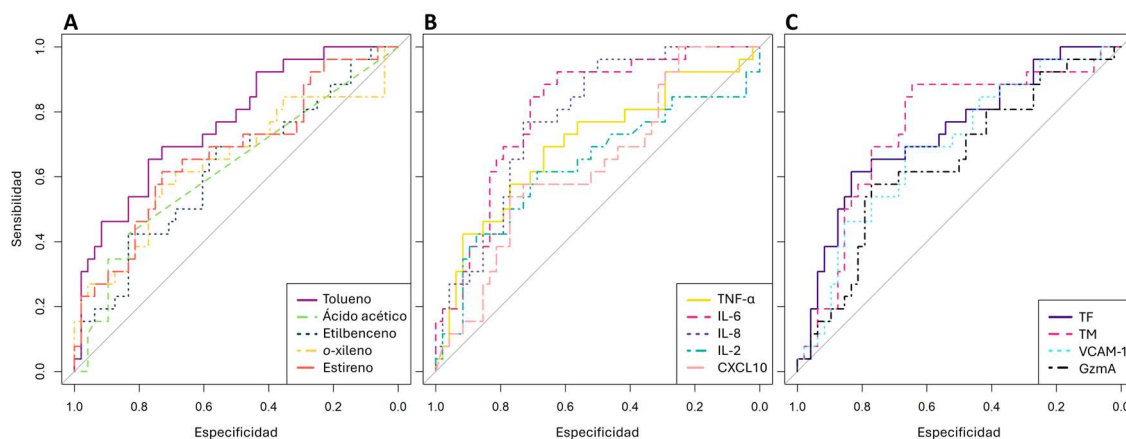 A
B
C
Sensibilidad
1.0
0.8
0.6
0.4
0.2
0.0
Tolueno
Ácido acético
Etilbenceno
o-xileno
Estireno
TNF-α
IL-6
IL-8
IL-2
CXCL10
TF
TM
VCAM-1
GzmA
1.0 0.8 0.6 0.4 0.2 0.0
1.0 0.8 0.6 0.4 0.2 0.0
1.0 0.8 0.6 0.4 0.2 0.0
Especificidad
Especificidad
Especificidad